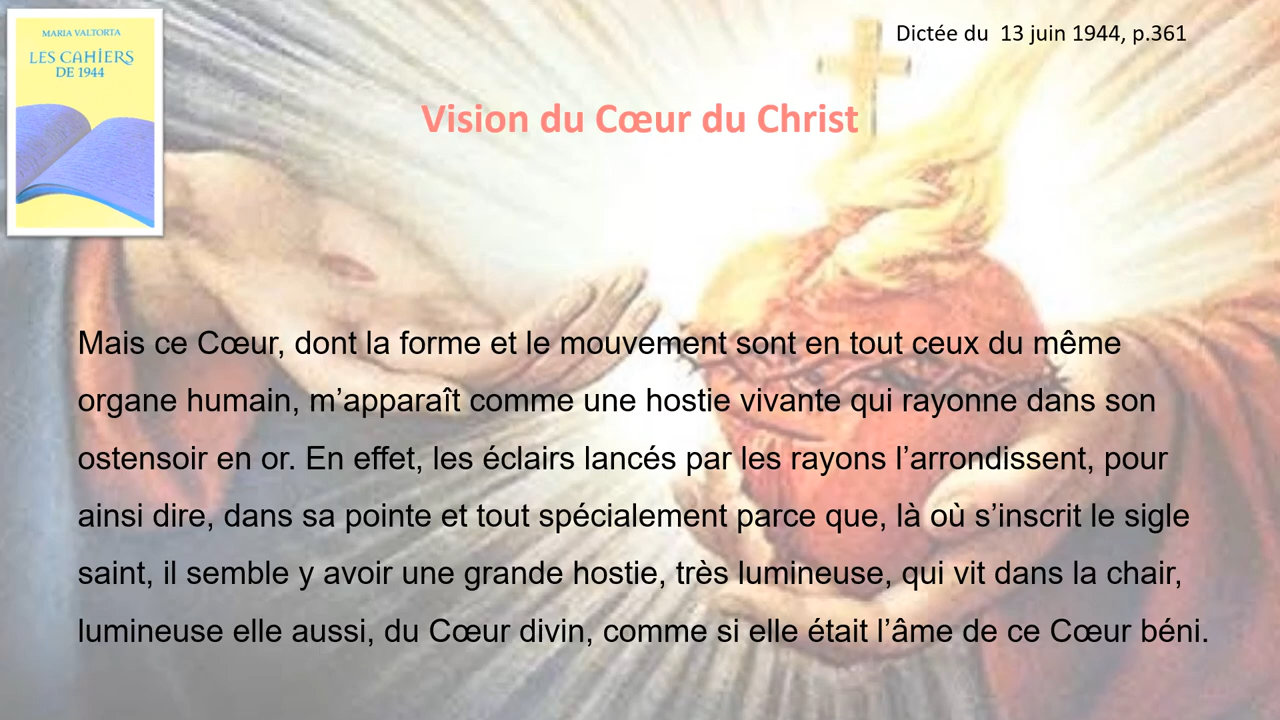 MARIA VALTORTA
LES CAHIERS
DE 1944
Dictée du  13 juin 1944, p.361
Vision du Cœur du Christ
Mais ce Cœur, dont la forme et le mouvement sont en tout ceux du même
organe humain, m’apparaît comme une hostie vivante qui rayonne dans son
ostensoir en or. En effet, les éclairs lancés par les rayons l’arrondissent, pour
ainsi dire, dans sa pointe et tout spécialement parce que, là où s’inscrit le sigle
saint, il semble y avoir une grande hostie, très lumineuse, qui vit dans la chair,
lumineuse elle aussi, du Cœur divin, comme si elle était l’âme de ce Cœur béni.